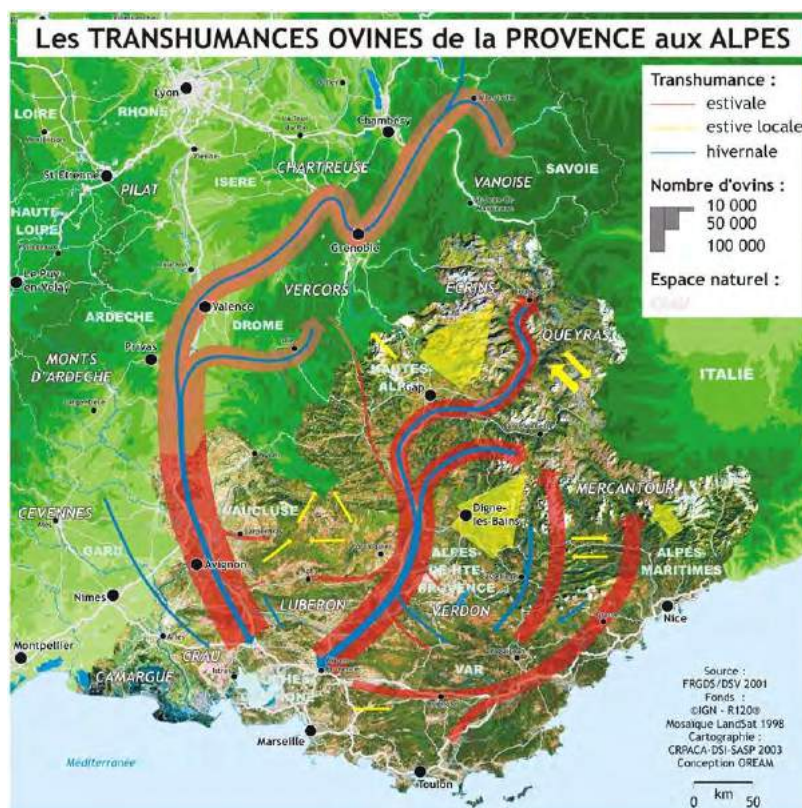 Les TRANSHUMANCES OVINES de la PROVENCE aux ALPES
Transhumance :
estivale
estive locale
hivernale
Nombre d'ovins :
10 000
50 000
100 000
Espace naturel :
Lyon
LOIRE
RHONE
Chambéry
CHARTREUSE
SAVOIE
St-Etienne
PILAT
ISERE
VANOISE
HAUTE-
LOIRE
Grenoble
Le Puy-
en-Velay
VERCORS
ECRINS
Valence
ARDECHE
DROME
QUEYRAS
Privas
MONTS
D'ARDECHE
HAUTES-
ALPES
Gap
ITALIE
MERCANTOUR
CEVENNES
VAUCLUSE
Digne-
les-Bains
GARD
Avignon
ALPES-
DE-HTE-
PROVENCE
ALPES
MARITIMES
Nimes
LUBERON
VERDON
Nice
Montpellier
Arles
CRAU
CAMARGUE
Istres
VAR
Marseille
Toulon
Méditerranée
Source :
FRGDS/DSV 2001
Fonds :
©IGN - R120®
Mosaïque LandSat 1998
Cartographie :
CRPACA-DSI-SASP 2003
Conception OREAM
km
0 50